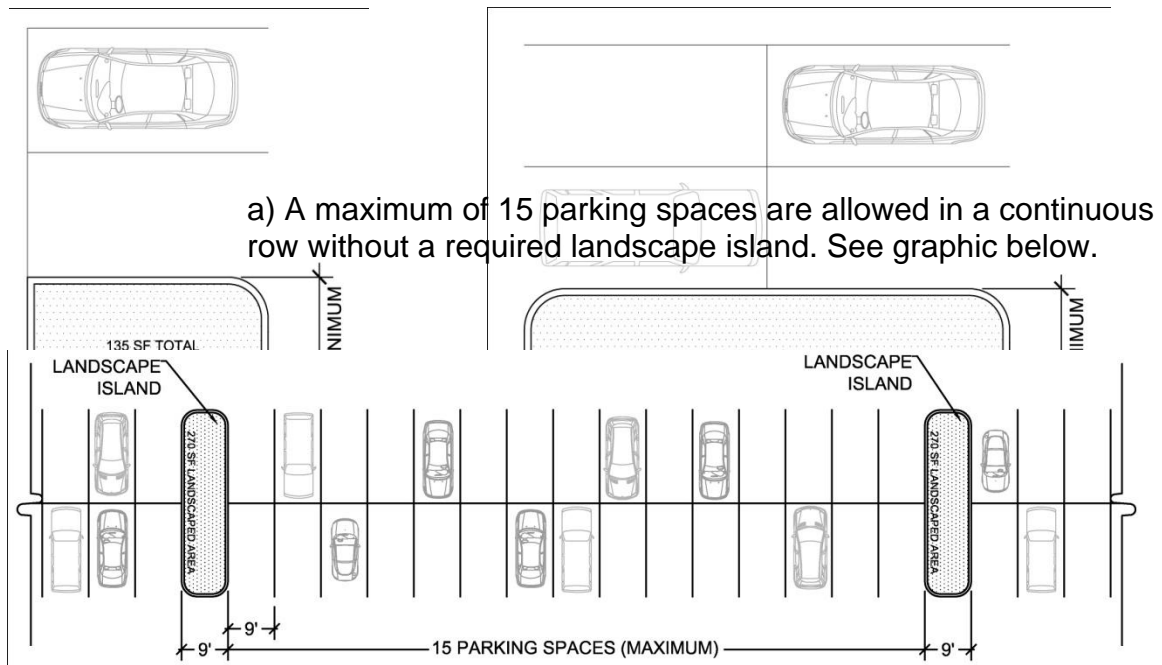 a) A maximum of 15 parking spaces are allowed in a continuous
row without a required landscape island. See graphic below.
135 SF TOTAL
LANDSCAPE
ISLAND
LANDSCAPE
ISLAND
270 SF LANDSCAPED AREA
270 SF LANDSCAPED AREA
9'
9'
15 PARKING SPACES (MAXIMUM)
9'